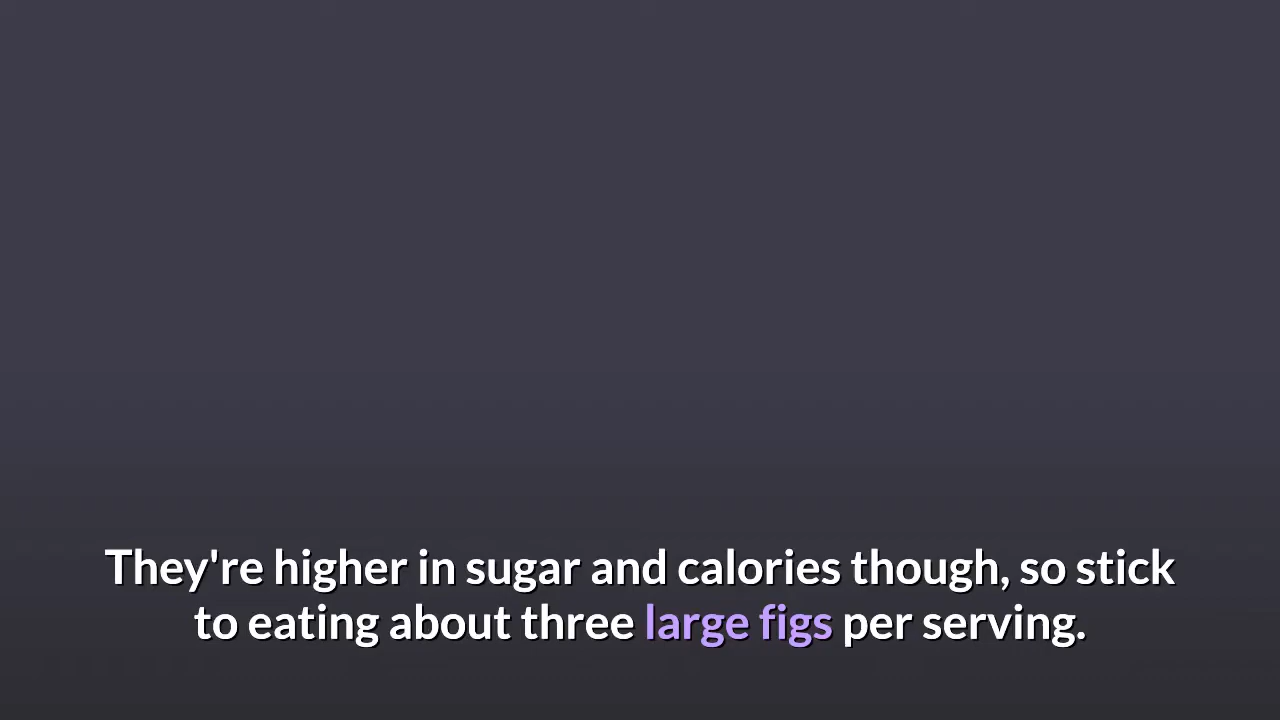 They're higher in sugar and calories though, so stick
to eating about three large figs per serving.